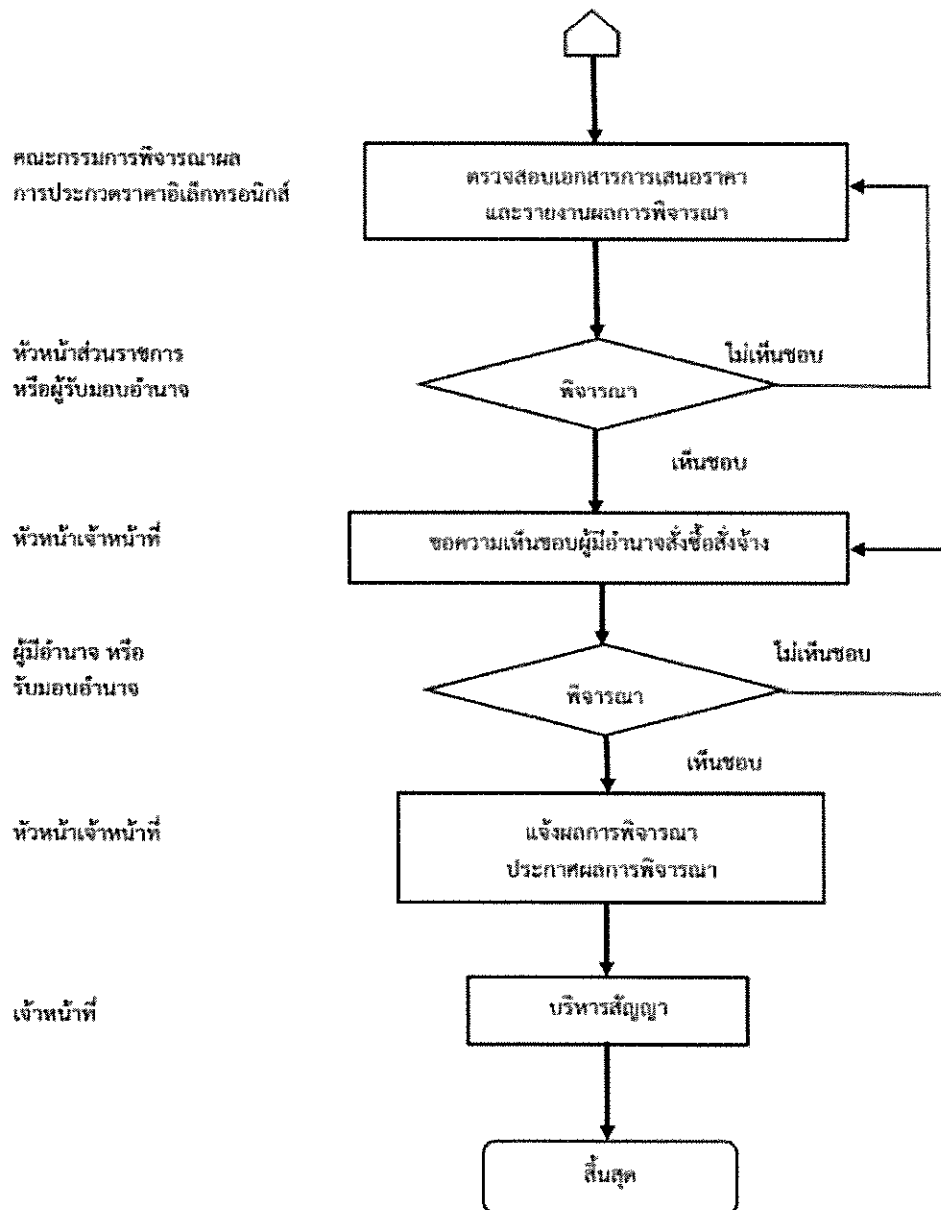 คณะกรรมการพิจารณาผล
การประกวดราคาอิเล็กทรอนิกส์
ตรวจสอบเอกสารการเสนอราคา
และรายงานผลการพิจารณา
หัวหน้าส่วนราชการ
หรือผู้รับมอบอำนาจ
พิจารณา
ไม่เห็นชอบ
เห็นชอบ
หัวหน้าเจ้าหน้าที่
ขอความเห็นชอบผู้มีอำนาจสั่งซื้อสั่งจ้าง
ผู้มีอำนาจ หรือ
รับมอบอำนาจ
พิจารณา
ไม่เห็นชอบ
เห็นชอบ
หัวหน้าเจ้าหน้าที่
แจ้งผลการพิจารณา
ประกาศผลการพิจารณา
เจ้าหน้าที่
บริหารสัญญา
สิ้นสุด